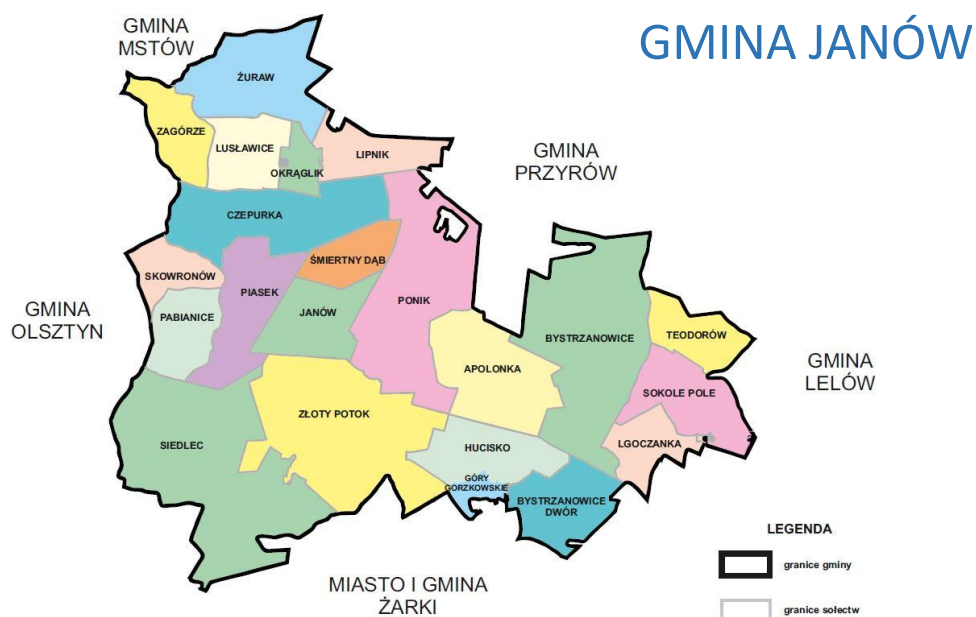 GMINA JANÓW
GMINA
MSTÓW
ŻURAW
ZAGÓRZE
LUSŁAWICE
OKRĄGLIK
LIPNIK
GMINA
PRZYRÓW
CZEPURKA
ŚMIERTNY DĄB
SKOWRONÓW
PIASEK
PONIK
GMINA
OLSZTYN
PABIANICE
JANÓW
BYSTRZANOWICE
TEODORÓW
APOLONKA
GMINA
LELÓW
SOKOLE POLE
ZŁOTY POTOK
SIEDLEC
HUCISKO
LGOCZANKA
GÓRY
GORZKOWSKIE
BYSTRZANOWICE
DWÓR
MIASTO I GMINA
ŻARKI
LEGENDA
granice gminy
granice sołectw